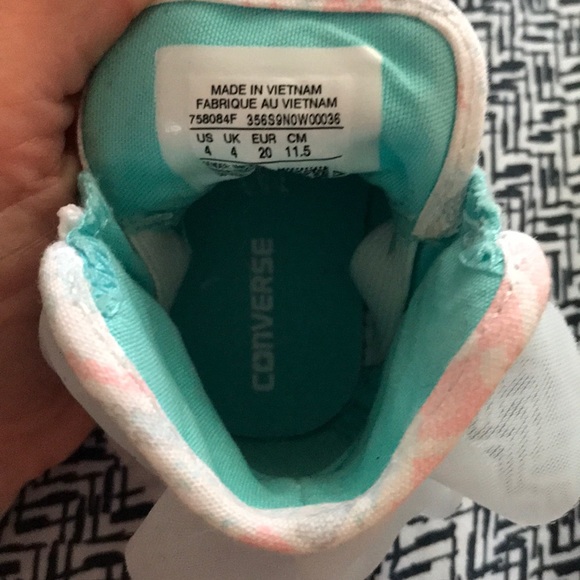 MADE IN VIETNAM
FABRIQUE AU VIETNAM
758084F 356S9N0W00036
US UK EUR CM
4 4 20 11.5
CONVERSE